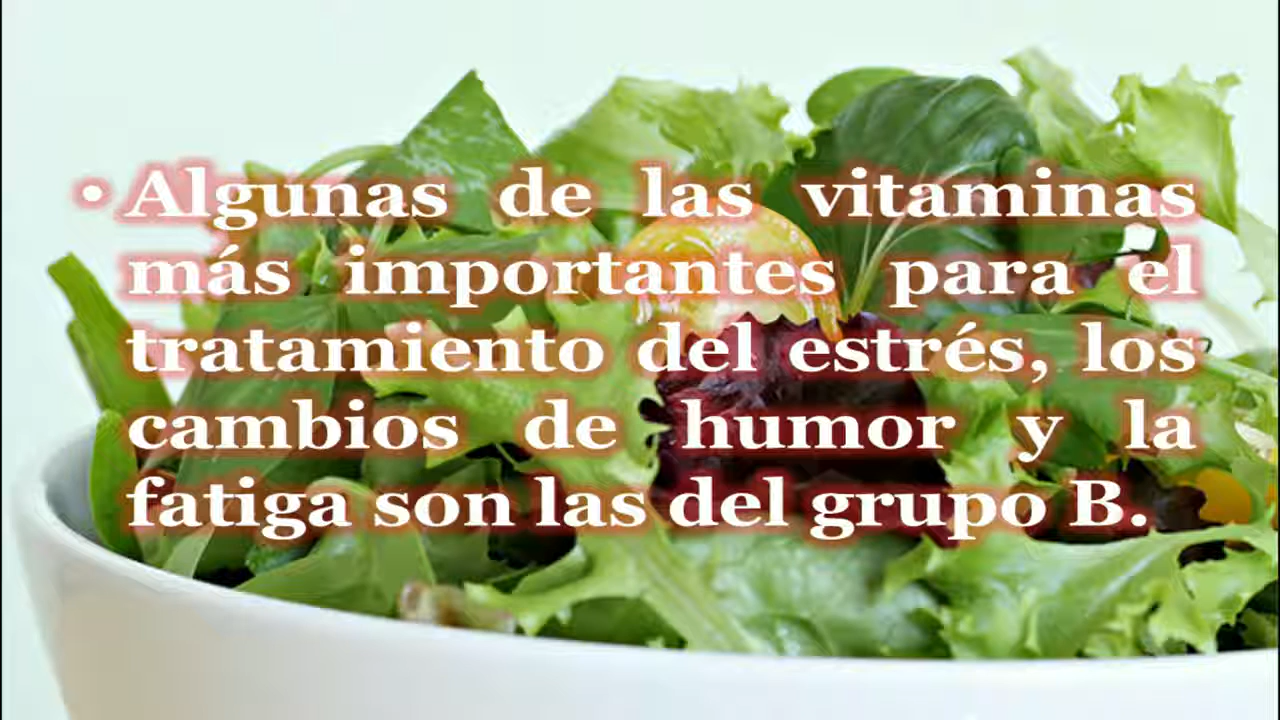 • Algunas de las vitaminas
más importantes para el
tratamiento del estrés, los
cambios de humor y la
fatiga son las del grupo B.